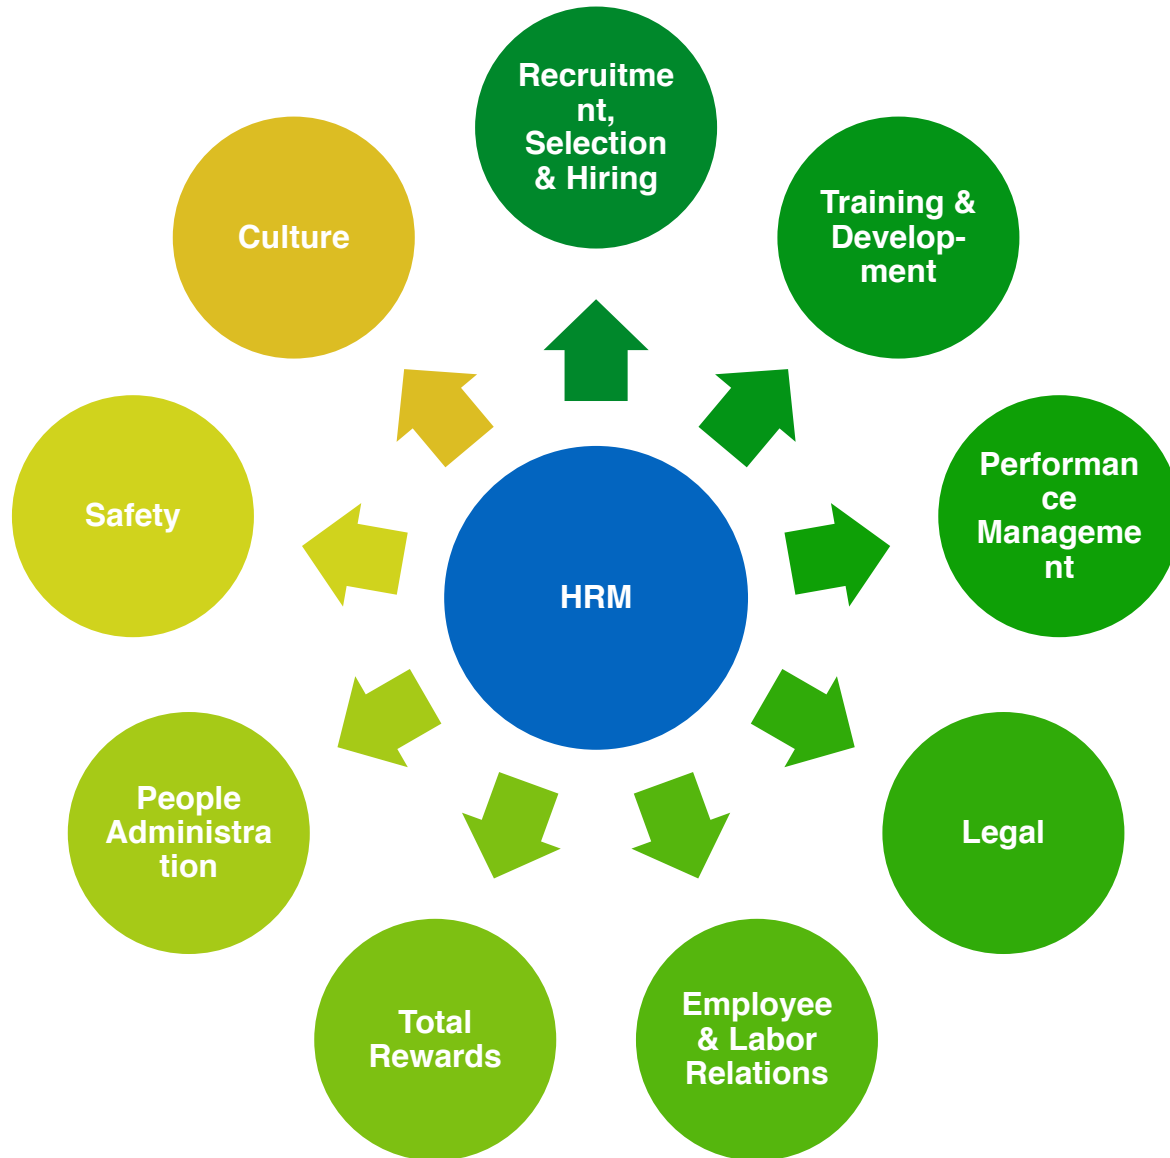 Recruitme
nt,
Selection
& Hiring
Training &
Develop-
ment
Performan
ce
Manageme
nt
Legal
Employee
& Labor
Relations
Total
Rewards
People
Administra
tion
Safety
Culture
HRM